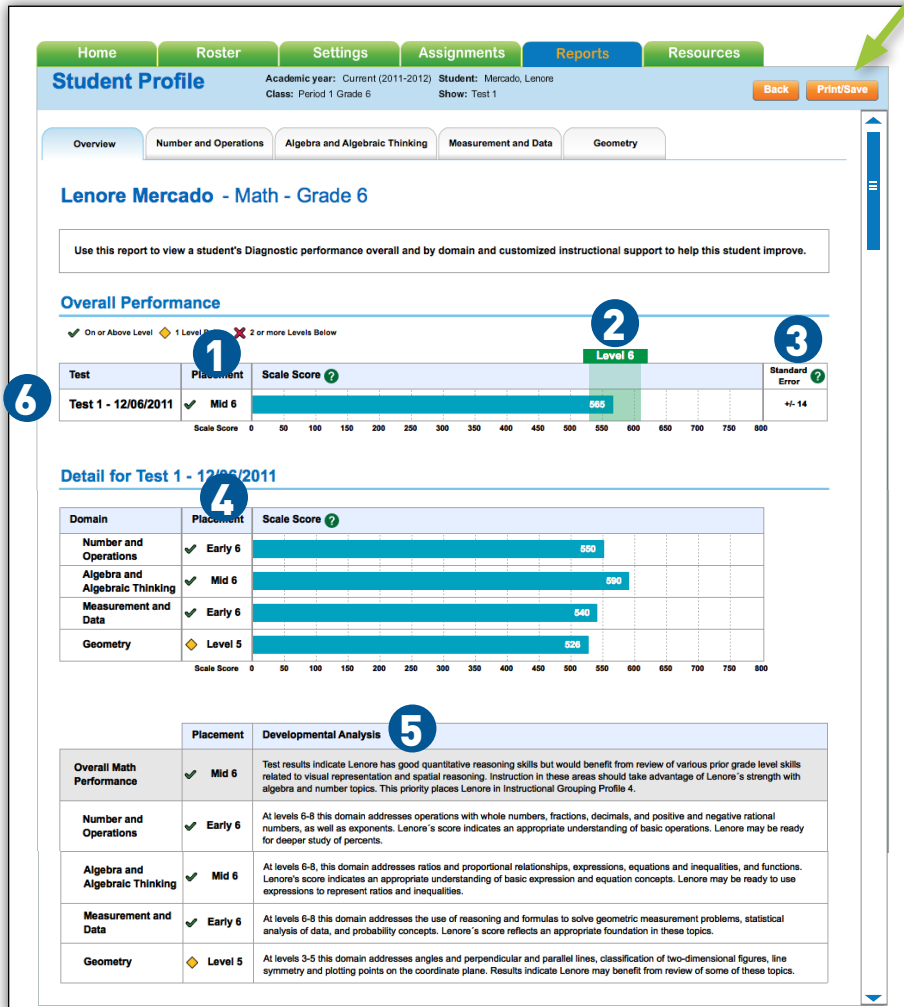 Home Roster Settings Assignments Reports Resources
Student Profile
Academic year: Current (2011-2012) Student: Mercado, Lenore
Class: Period 1 Grade 6 Show: Test 1
Back Print/Save
Overview Number and Operations Algebra and Algebraic Thinking Measurement and Data Geometry
Lenore Mercado - Math - Grade 6
Use this report to view a student's Diagnostic performance overall and by domain and customized instructional support to help this student improve.
Overall Performance
On or Above Level 1 Level 2 or more Levels Below
1
2
3
Level 6
Test Placement Scale Score ? Standard
Error ?
6
Test 1 - 12/06/2011 Mid 6 565 +/- 14
Scale Score 0 50 100 150 200 250 300 350 400 450 500 550 600 650 700 750 800
Detail for Test 1 - 12/06/2011
4
Domain Placement Scale Score ?
Number and
Operations Early 6 550
Algebra and
Algebraic Thinking Mid 6 590
Measurement and
Data Early 6 540
Geometry Level 5 526
Scale Score 0 50 100 150 200 250 300 350 400 450 500 550 600 650 700 750 800
5
Placement Developmental Analysis
Overall Math
Performance Mid 6
Test results indicate Lenore has good quantitative reasoning skills but would benefit from review of various prior grade level skills
related to visual representation and spatial reasoning. Instruction in these areas should take advantage of Lenore´s strength with
algebra and number topics. This priority places Lenore in Instructional Grouping Profile 4.
Number and
Operations Early 6
At levels 6-8 this domain addresses operations with whole numbers, fractions, decimals, and positive and negative rational
numbers, as well as exponents. Lenore´s score indicates an appropriate understanding of basic operations. Lenore may be ready
for deeper study of percents.
Algebra and
Algebraic Thinking Mid 6
At levels 6-8, this domain addresses ratios and proportional relationships, expressions, equations and inequalities, and functions.
Lenore's score indicates an appropriate understanding of basic expression and equation concepts. Lenore may be ready to use
expressions to represent ratios and inequalities.
Measurement and
Data Early 6
At levels 6-8 this domain addresses the use of reasoning and formulas to solve geometric measurement problems, statistical
analysis of data, and probability concepts. Lenore´s score reflects an appropriate foundation in these topics.
Geometry Level 5
At levels 3-5 this domain addresses angles and perpendicular and parallel lines, classification of two-dimensional figures, line
symmetry and plotting points on the coordinate plane. Results indicate Lenore may benefit from review of some of these topics.